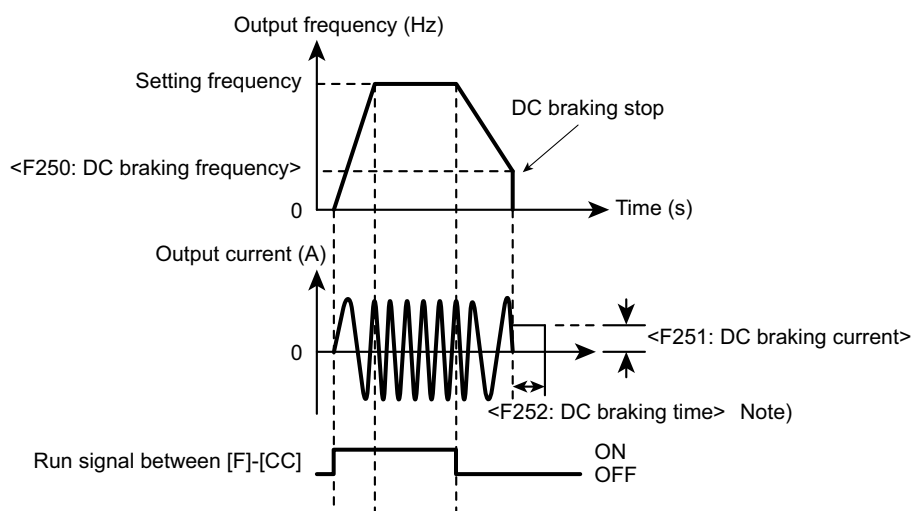 Output frequency (Hz)
Setting frequency
DC braking stop
<F250: DC braking frequency>
0
Time (s)
Output current (A)
<F251: DC braking current>
0
<F252: DC braking time> Note)
Run signal between [F]-[CC]
ON
OFF